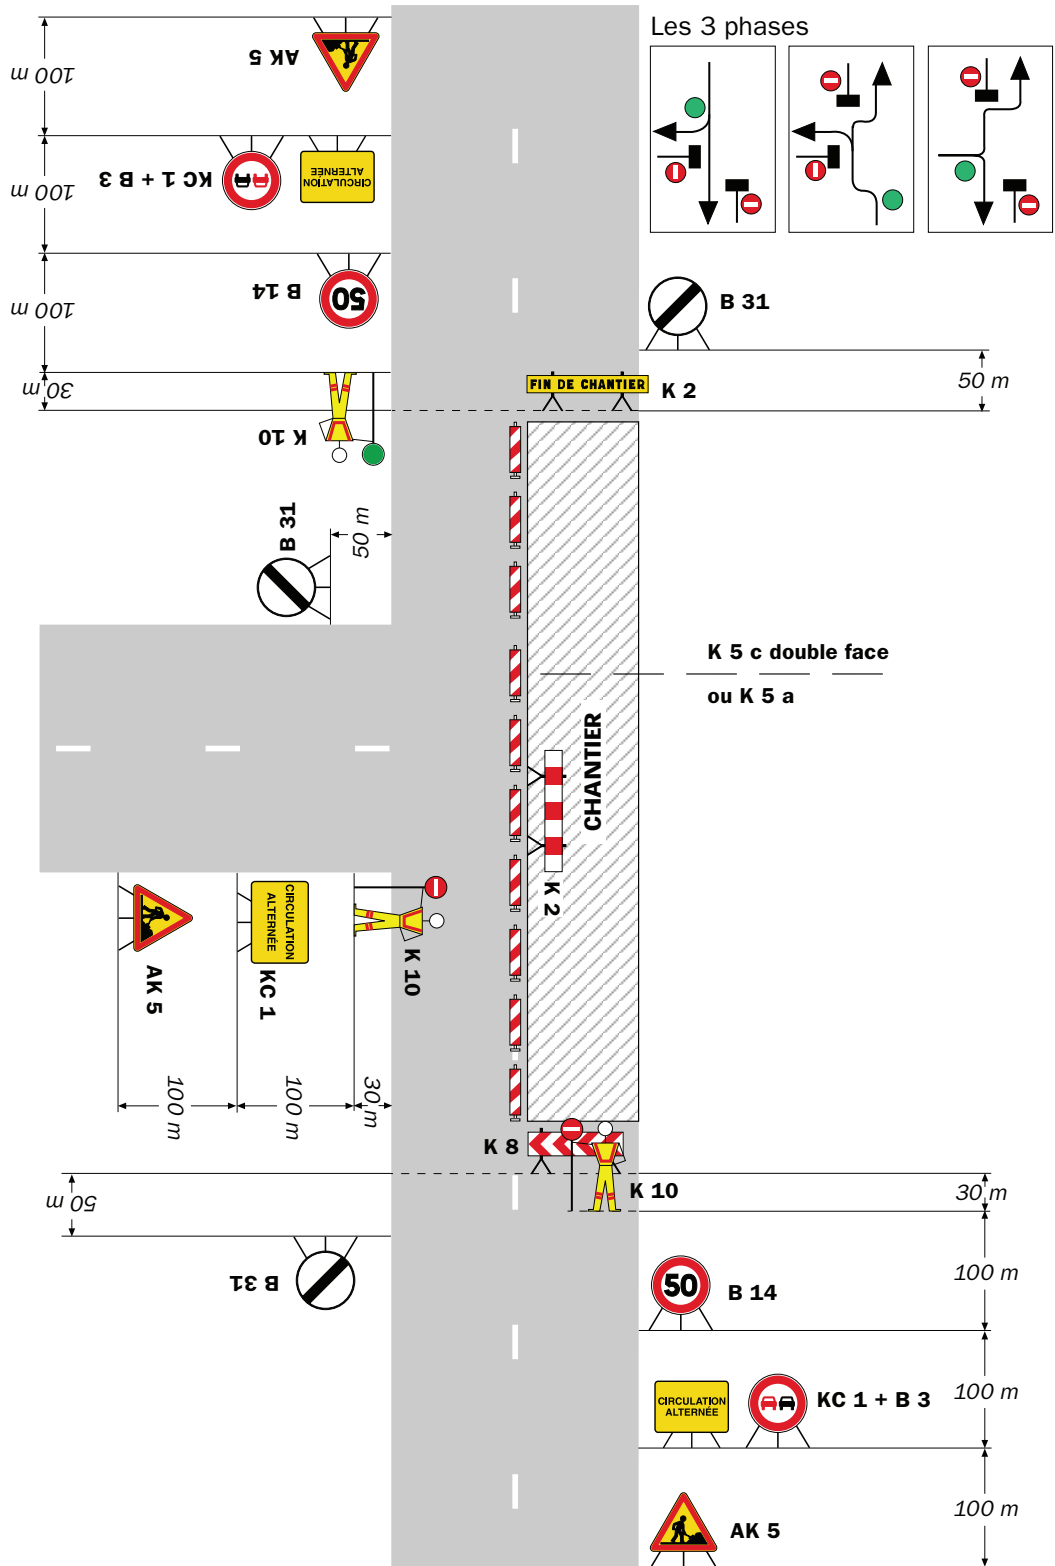 Les 3 phases
AK 5
100 m
KC 1 + B 3
CIRCULATION
ALTERNÉE
100 m
B 14
50
100 m
30 m
K 10
B 31
50 m
FIN DE CHANTIER
K 2
B 31
50 m
K 5 c double face
ou K 5 a
CHANTIER
K 2
AK 5
CIRCULATION
ALTERNÉE
KC 1
K 10
100 m
100 m
30 m
K 8
K 10
30 m
50 m
B 31
50
B 14
100 m
CIRCULATION
ALTERNÉE
KC 1 + B 3
100 m
AK 5
100 m